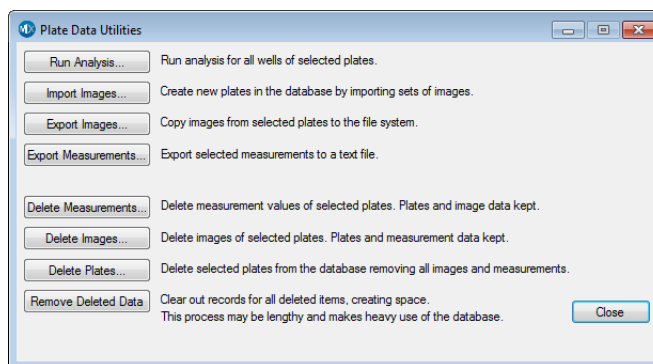 MX Plate Data Utilities
Run Analysis... Run analysis for all wells of selected plates.
Import Images... Create new plates in the database by importing sets of images.
Export Images... Copy images from selected plates to the file system.
Export Measurements... Export selected measurements to a text file.
Delete Measurements... Delete measurement values of selected plates. Plates and image data kept.
Delete Images... Delete images of selected plates. Plates and measurement data kept.
Delete Plates... Delete selected plates from the database removing all images and measurements.
Remove Deleted Data Clear out records for all deleted items, creating space.
This process may be lengthy and makes heavy use of the database.
Close